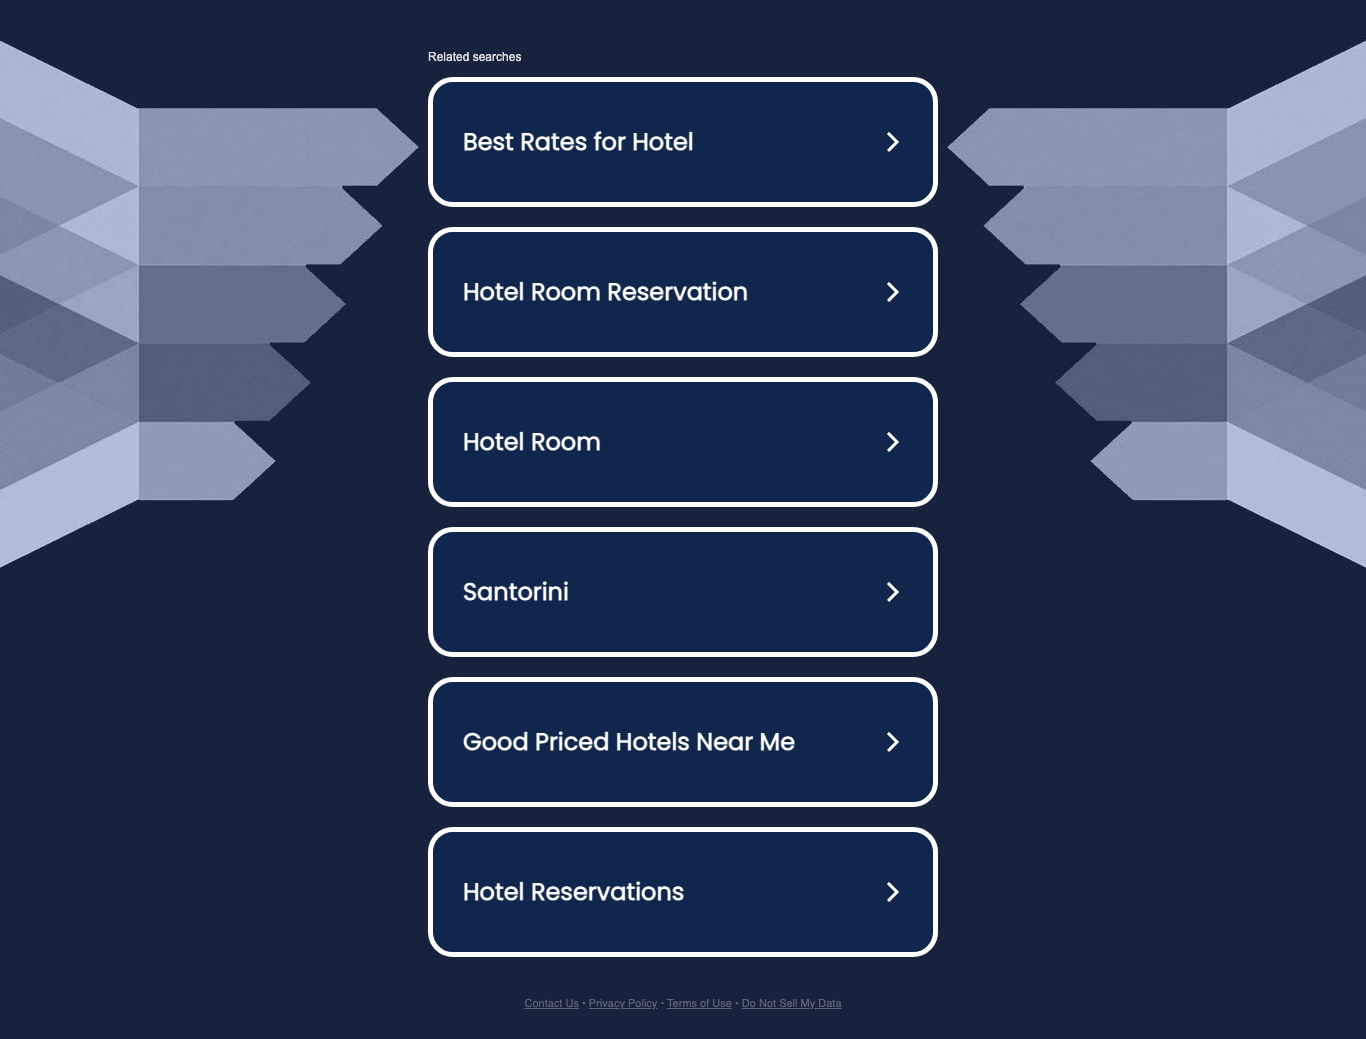 Related searches
Best Rates for Hotel
Hotel Room Reservation
Hotel Room
Santorini
Good Priced Hotels Near Me
Hotel Reservations
Contact Us • Privacy Policy • Terms of Use • Do Not Sell My Data